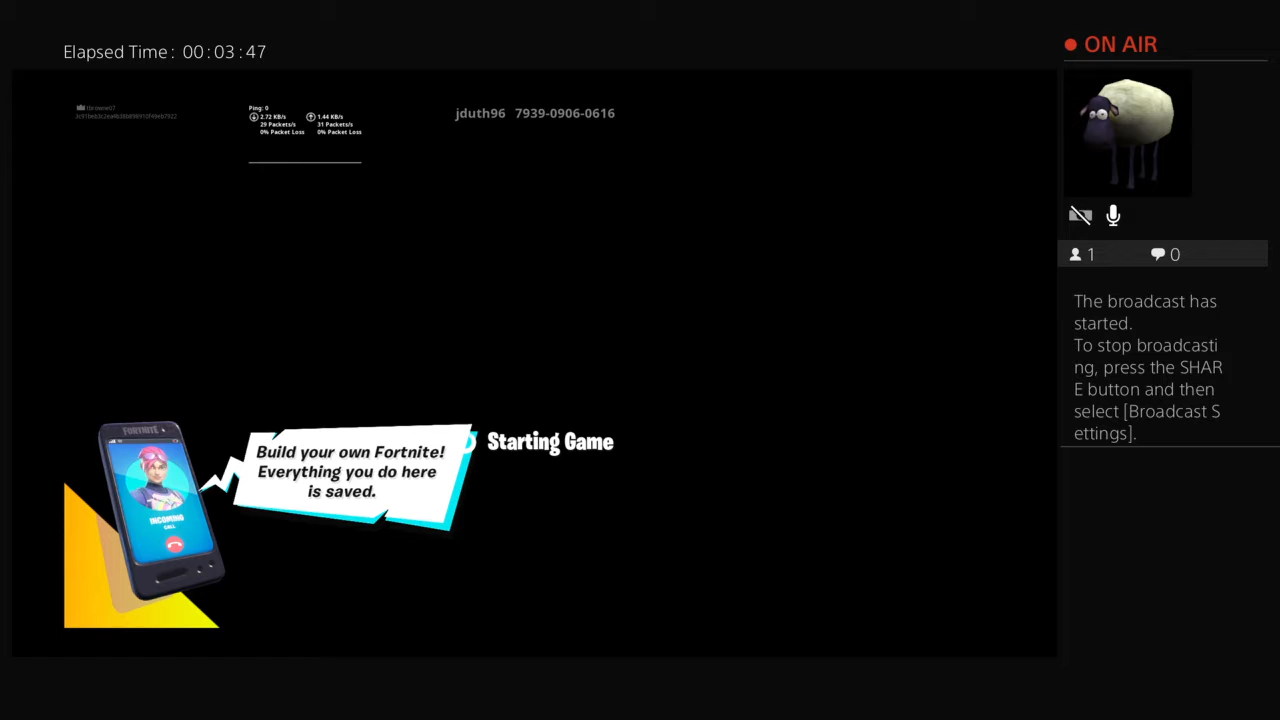 Elapsed Time: 00:03:47
ON AIR
Ping: 0
2.72 KB/s 1.44 KB/s
29 Packets/s 31 Packets/s
0% Packet Loss 0% Packet Loss
jduth96 7939-0906-0616
1 0
The broadcast has
started.
To stop broadcasti
ng, press the SHAR
E button and then
select [Broadcast S
ettings].
FORTNITE
INCOMING
CALL
Build your own Fortnite!
Everything you do here
is saved.
Starting Game